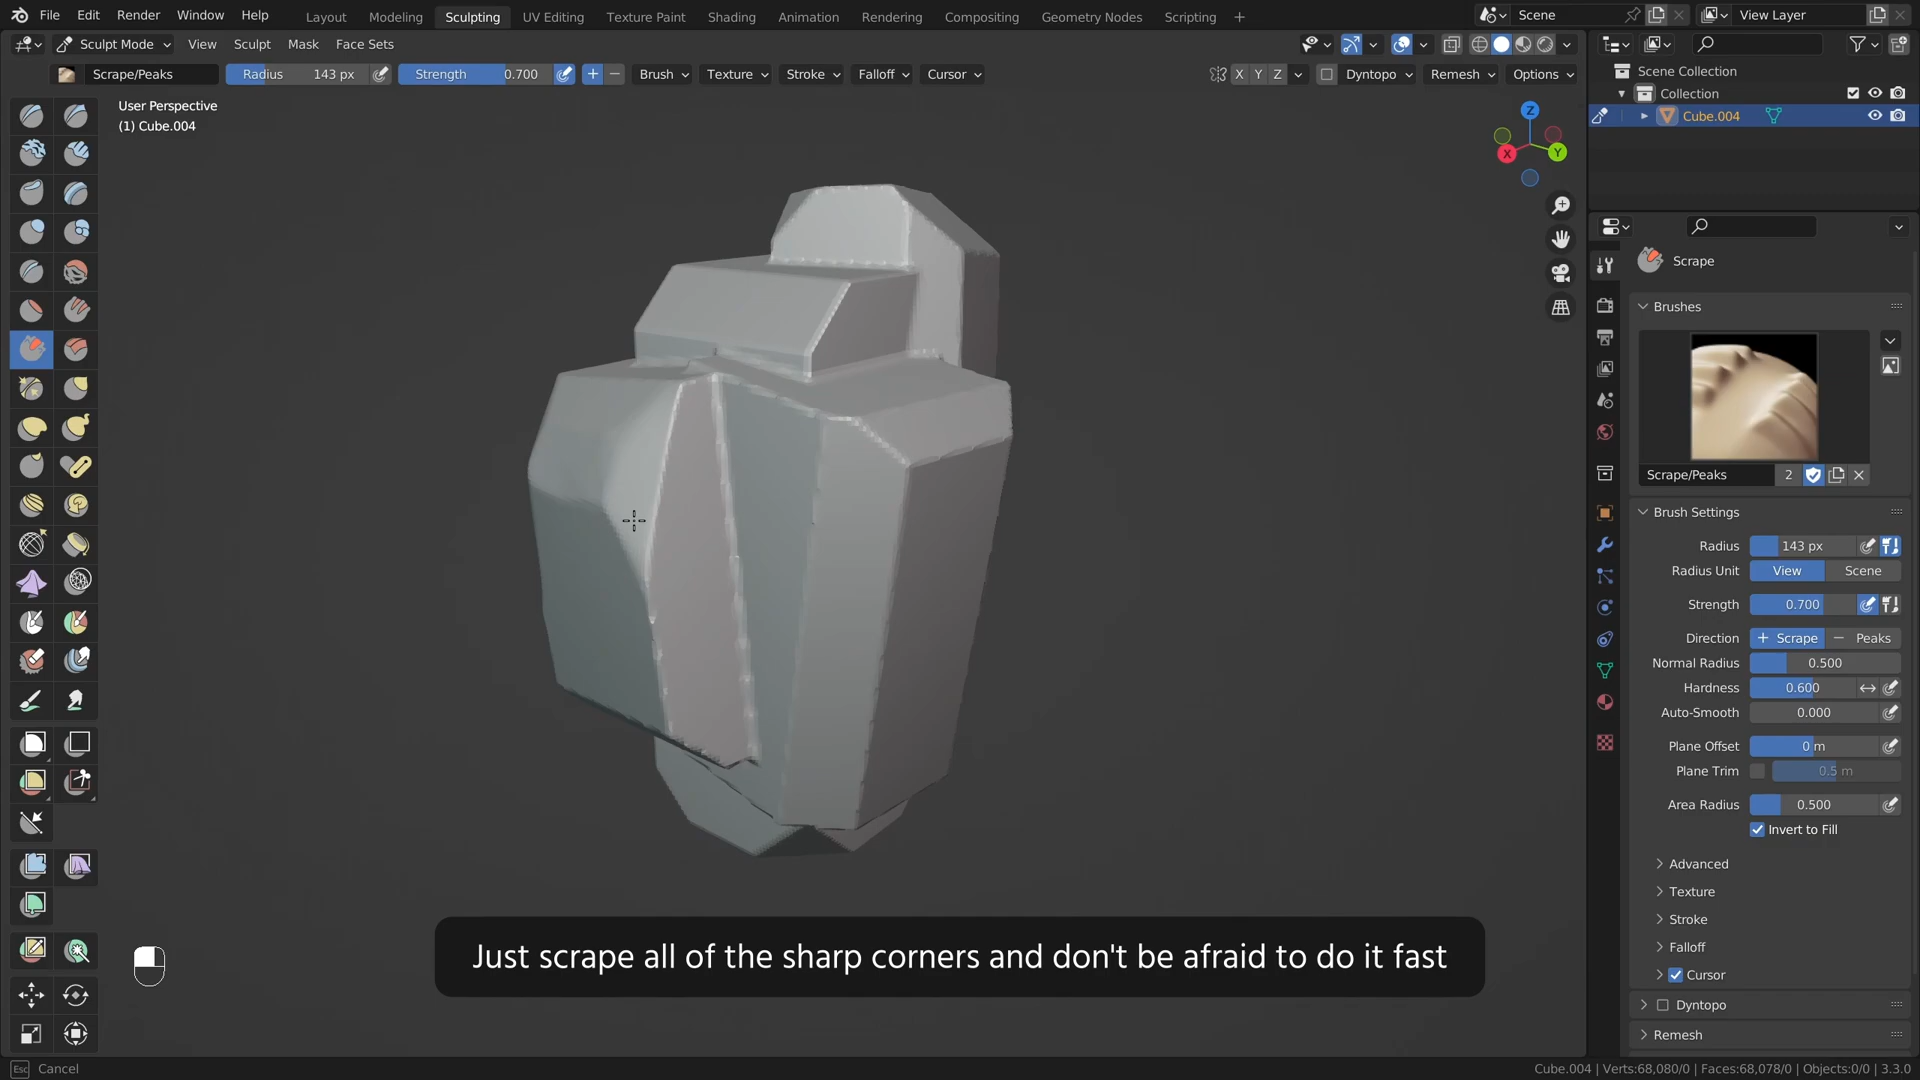 File Edit Render Window Help Layout Modeling Sculpting UV Editing Texture Paint Shading Animation Rendering Compositing Geometry Nodes Scripting Scene View Layer
Sculpt Mode View Sculpt Mask Face Sets
Scrape/Peaks Radius 143 px Strength 0.700 Brush Texture Stroke Falloff Cursor X Y Z Dyntopo Remesh Options
User Perspective
(1) Cube.004
Z
X Y
Scene Collection
Collection
Cube.004
Scrape
Brushes
Scrape/Peaks 2
Brush Settings
Radius 143 px
Radius Unit View Scene
Strength 0.700
Direction Scrape Peaks
Normal Radius 0.500
Hardness 0.600
Auto-Smooth 0.000
Plane Offset 0 m
Plane Trim 0.5 m
Area Radius 0.500
Invert to Fill
Advanced
Texture
Stroke
Falloff
Cursor
Dyntopo
Remesh
Just scrape all of the sharp corners and don't be afraid to do it fast
Esc Cancel
Cube.004 | Verts:68,080/0 | Faces:68,078/0 | Objects:0/0 | 3.3.0